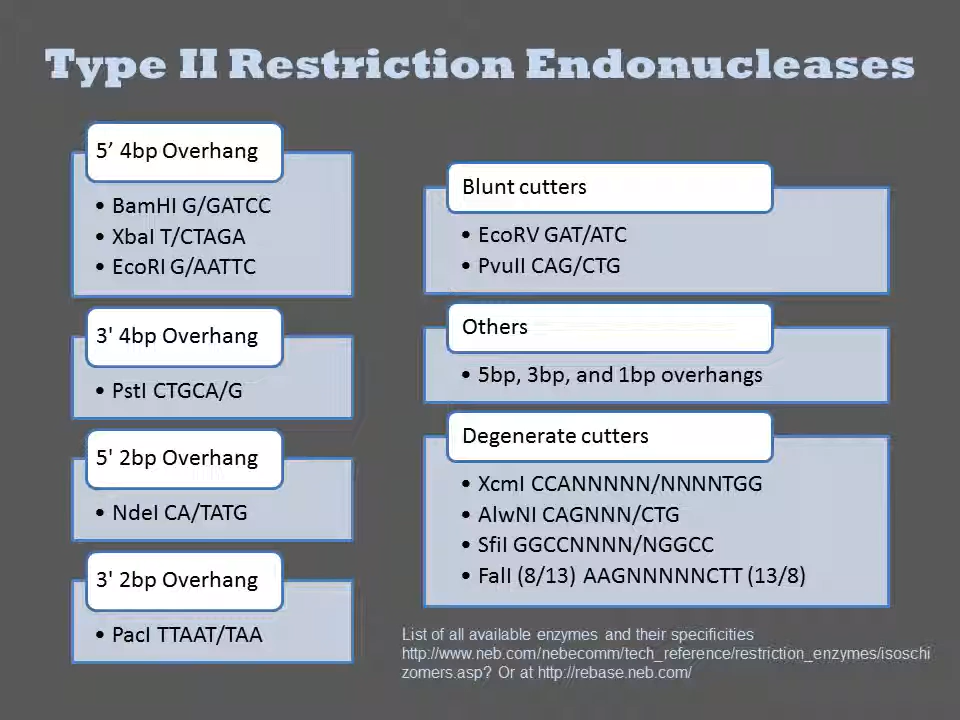 Type II Restriction Endonucleases
5’ 4bp Overhang
• BamHI G/GATCC
• XbaI T/CTAGA
• EcoRI G/AATTC
3' 4bp Overhang
• PstI CTGCA/G
5' 2bp Overhang
• NdeI CA/TATG
3' 2bp Overhang
• PacI TTAAT/TAA
Blunt cutters
• EcoRV GAT/ATC
• PvuII CAG/CTG
Others
• 5bp, 3bp, and 1bp overhangs
Degenerate cutters
• XcmI CCANNNNN/NNNNTGG
• AlwNI CAGNNN/CTG
• SfiI GGCCNNNN/NGGCC
• FalI (8/13) AAGNNNNNCTT (13/8)
List of all available enzymes and their specificities
http://www.neb.com/nebecomm/tech_reference/restriction_enzymes/isoschi
zomers.asp? Or at http://rebase.neb.com/